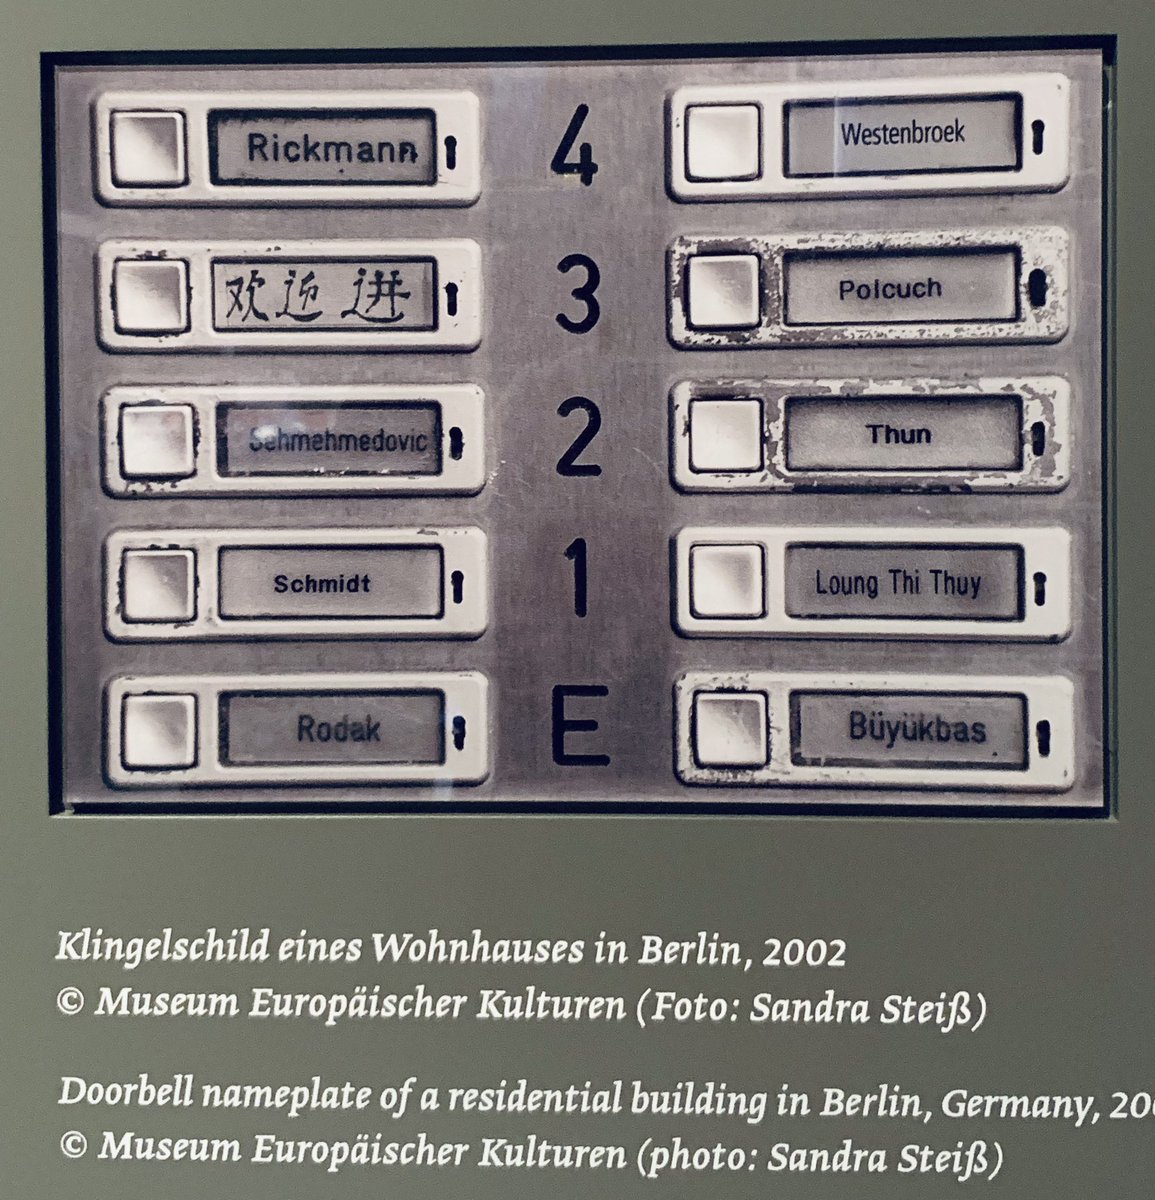 Rickmann 4 Westenbroek
欢迎 进 3 Polcuch
2 Thun
Schmidt 1 Loung Thi Thuy
Rodak E Büyükbas
Klingelschild eines Wohnhauses in Berlin, 2002
© Museum Europäischer Kulturen (Foto: Sandra Steiß)
Doorbell nameplate of a residential building in Berlin, Germany,
© Museum Europäischer Kulturen (photo: Sandra Steiß)